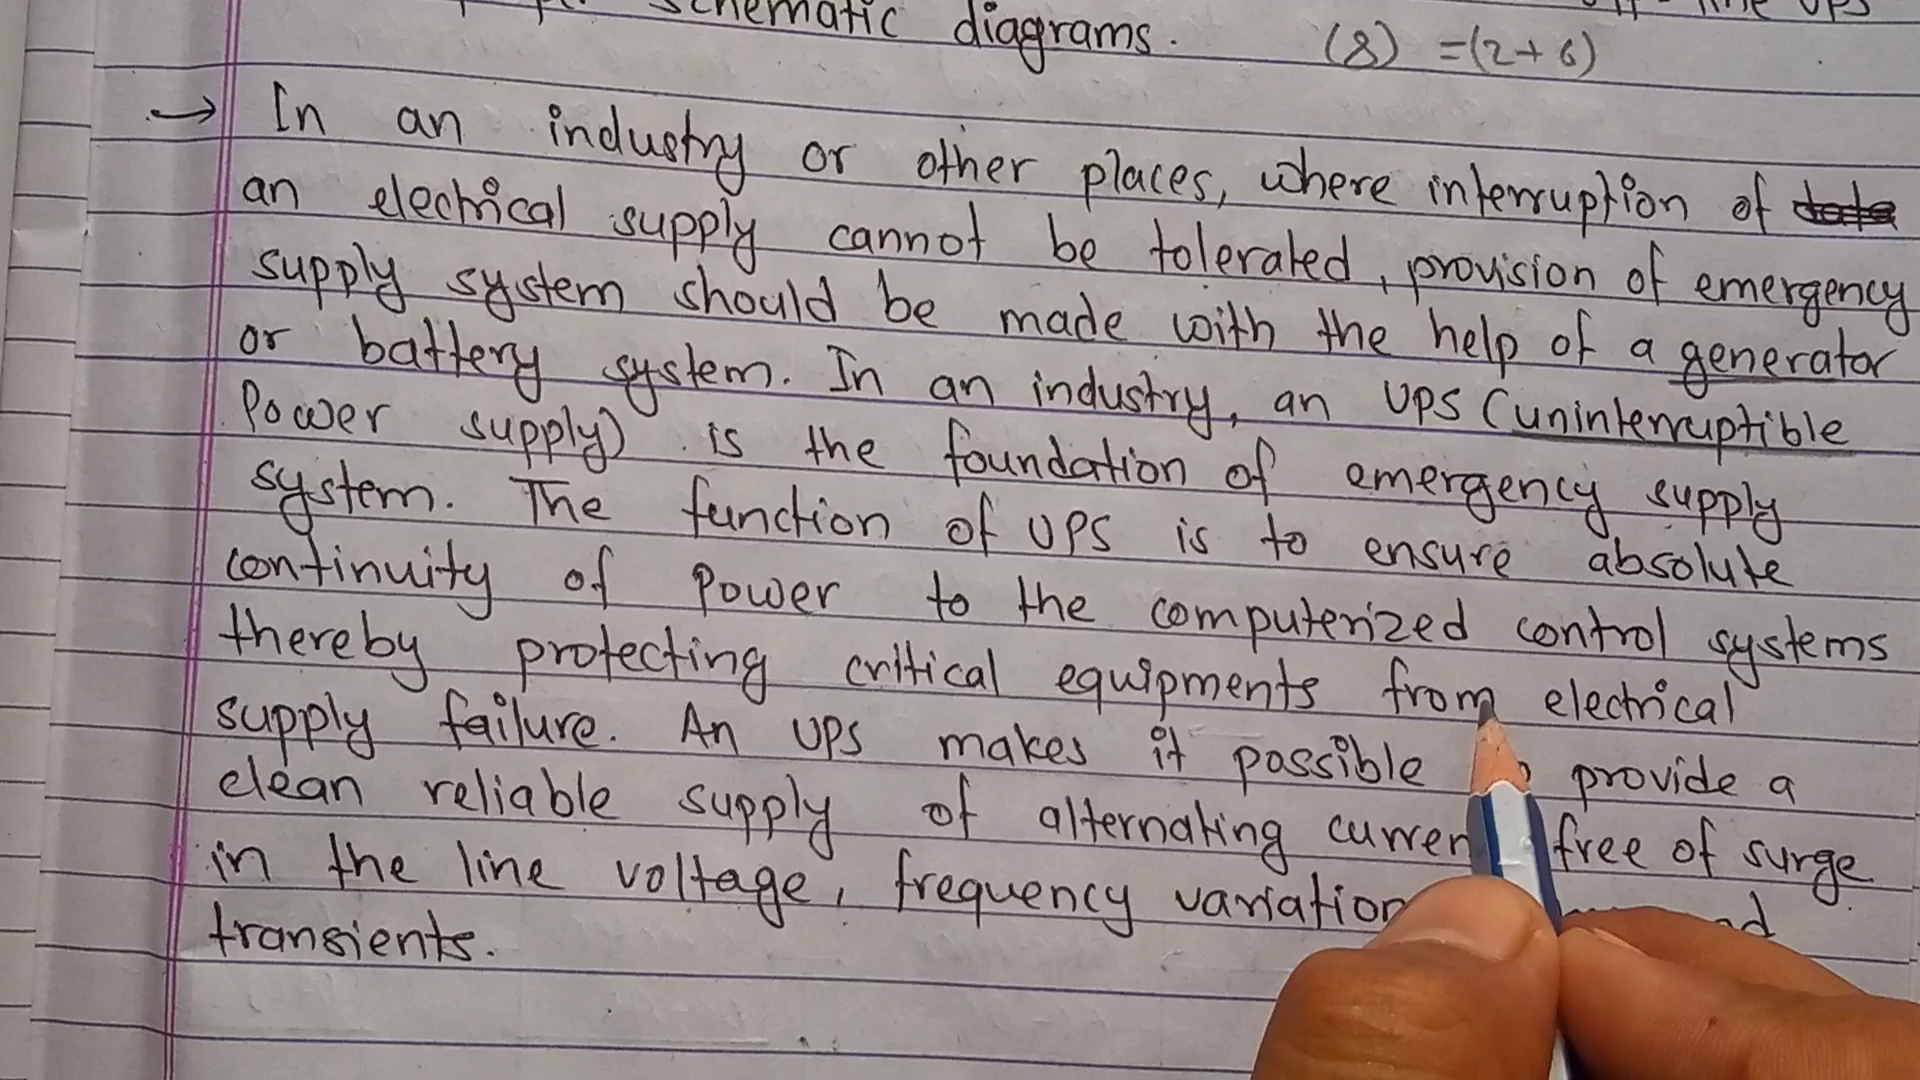 schematic diagrams. (8) =(2+6)
→ In an industry or other places, where interruption of
an electrical supply cannot be tolerated, provision of emergency
supply system should be made with the help of a generator
or battery system. In an industry, an UPS (uninterruptible
Power supply) is the foundation of emergency supply
system. The function of UPS is to ensure absolute
continuity of Power to the computerized control systems
thereby protecting critical equipments from electrical
supply failure. An UPS makes it possible provide a
clean reliable supply of alternating current free of surge
in the line voltage, frequency variation
transients.